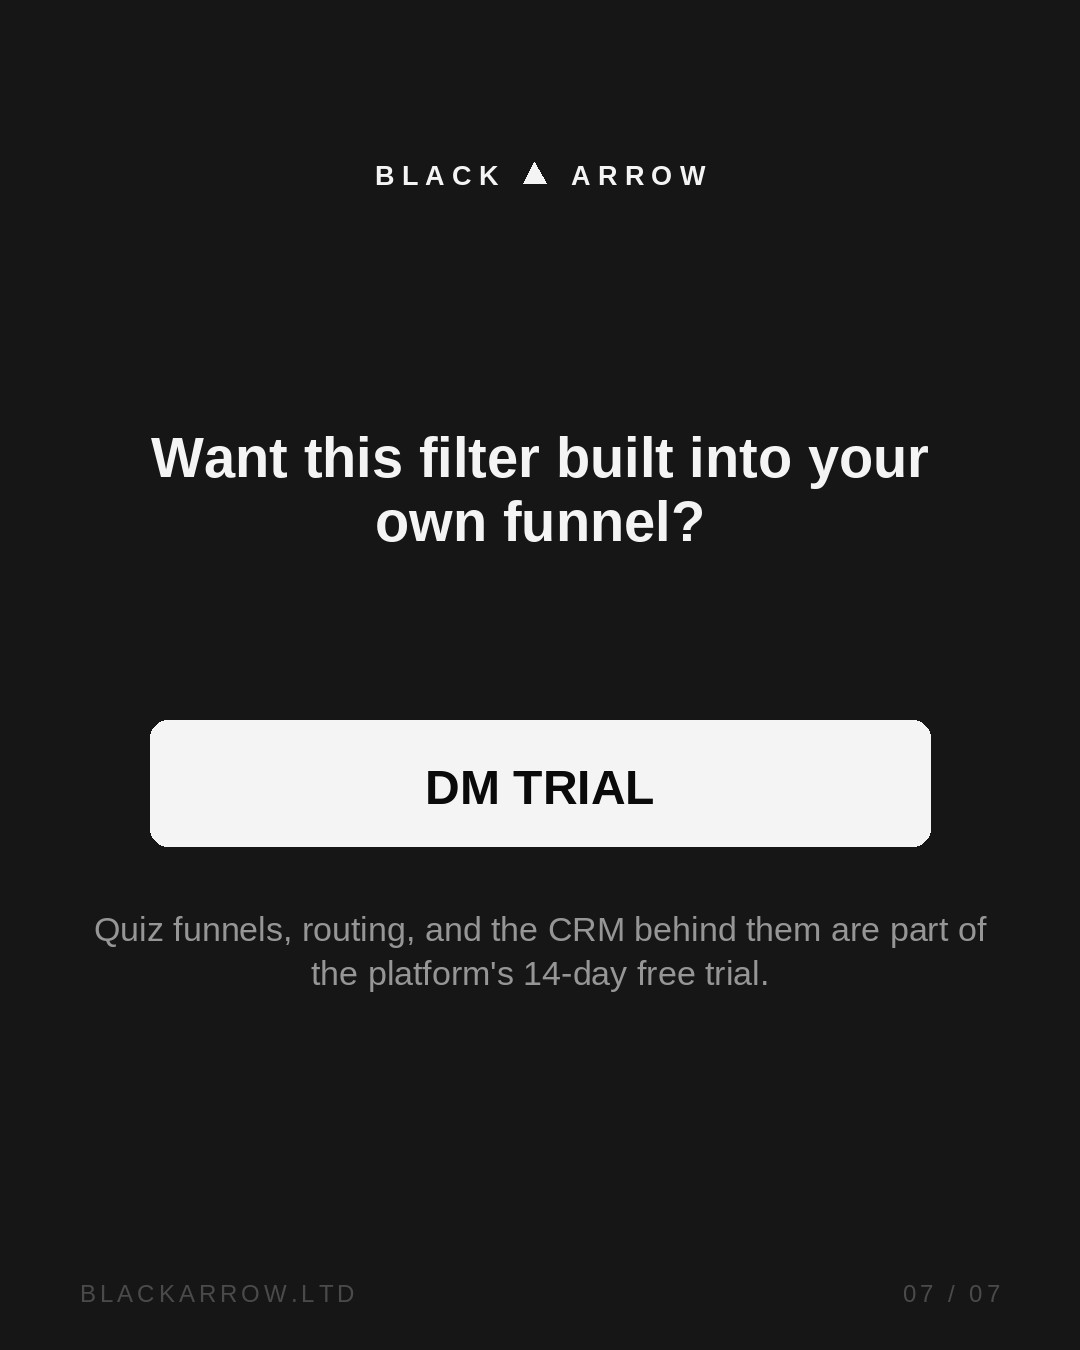 BLACK ARROW
Want this filter built into your
own funnel?
DM TRIAL
Quiz funnels, routing, and the CRM behind them are part of
the platform's 14-day free trial.
BLACKARROW.LTD
07 / 07